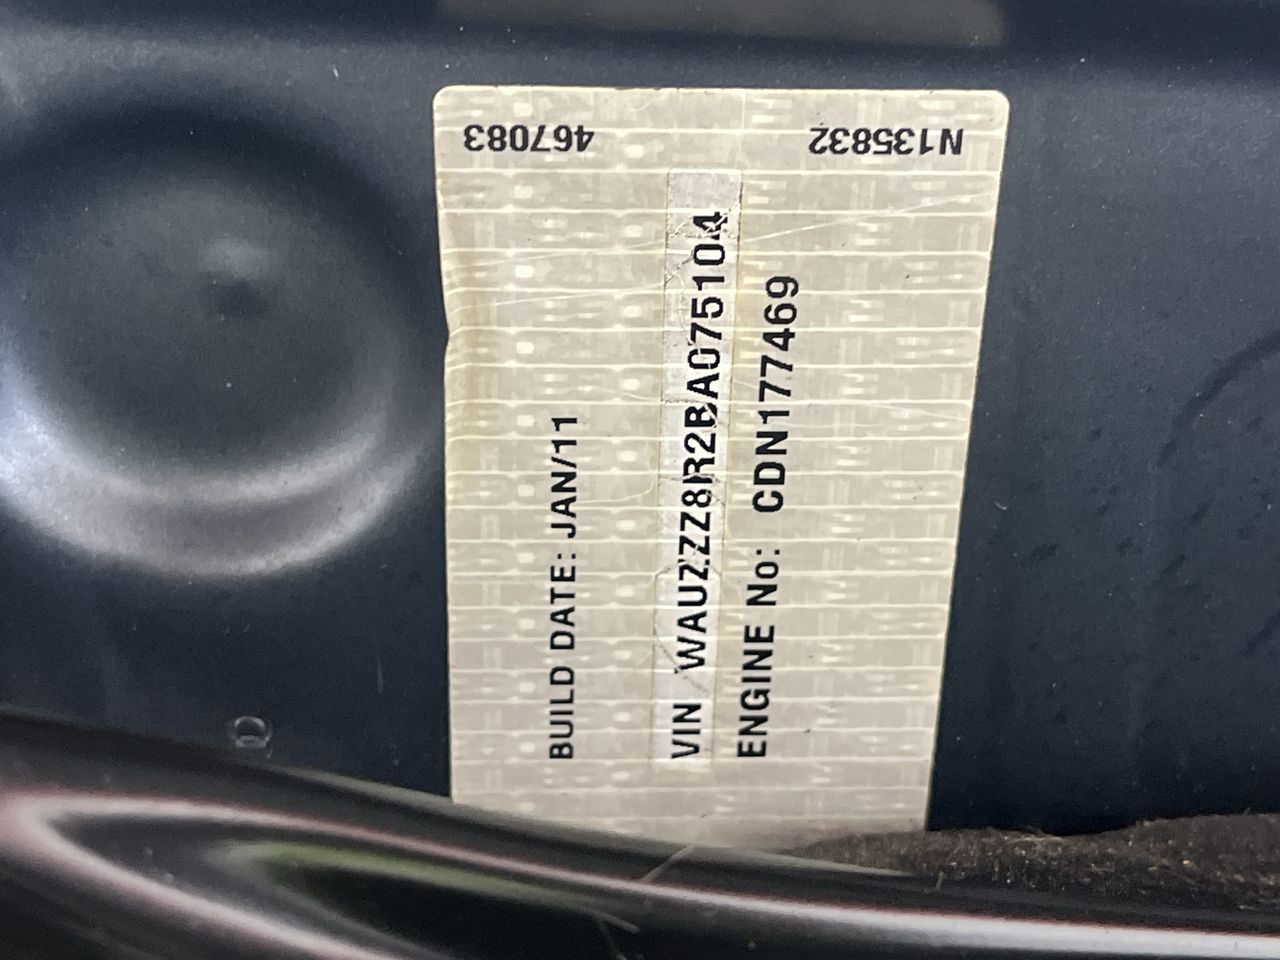 467083
N135832
BUILD DATE: JAN/11
VIN WAUZZZ8R2BA075104
ENGINE No: CDN177469